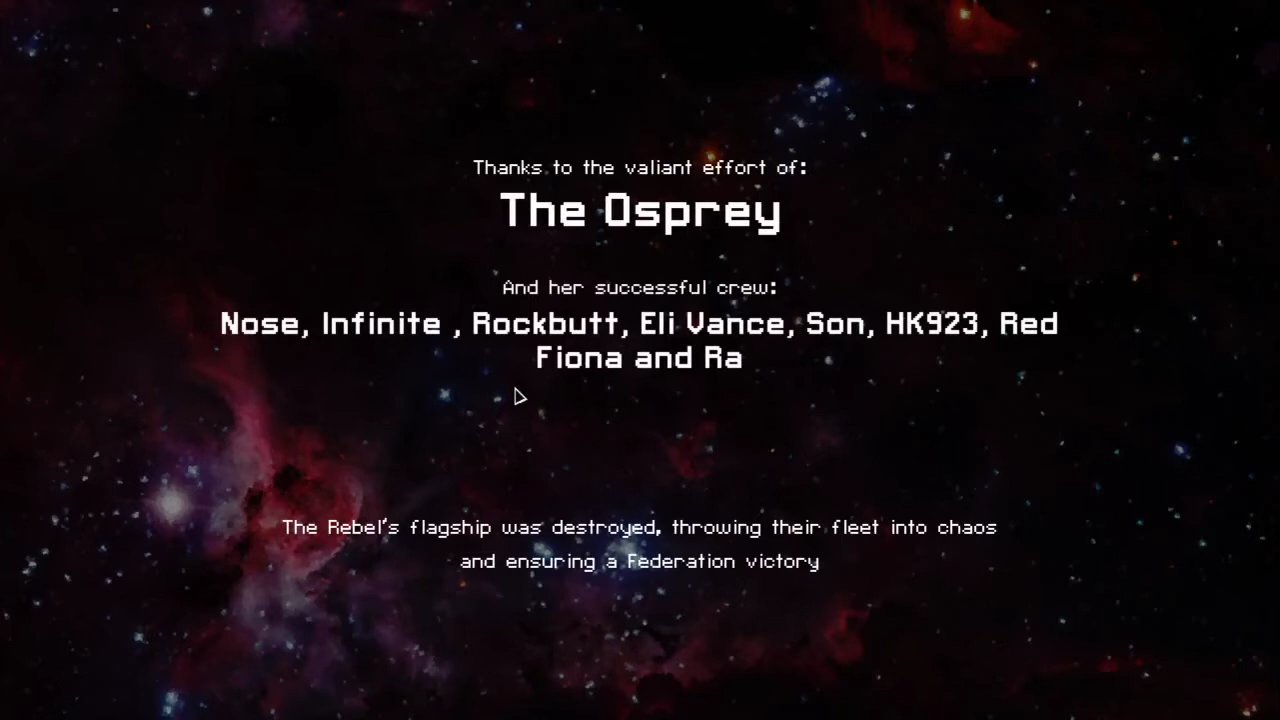 Thanks to the valiant effort of:
The Osprey
And her successful crew:
Nose, Infinite , Rockbutt, Eli Vance, Son, HK923, Red
Fiona and Ra
The Rebel's flagship was destroyed, throwing their fleet into chaos
and ensuring a Federation victory